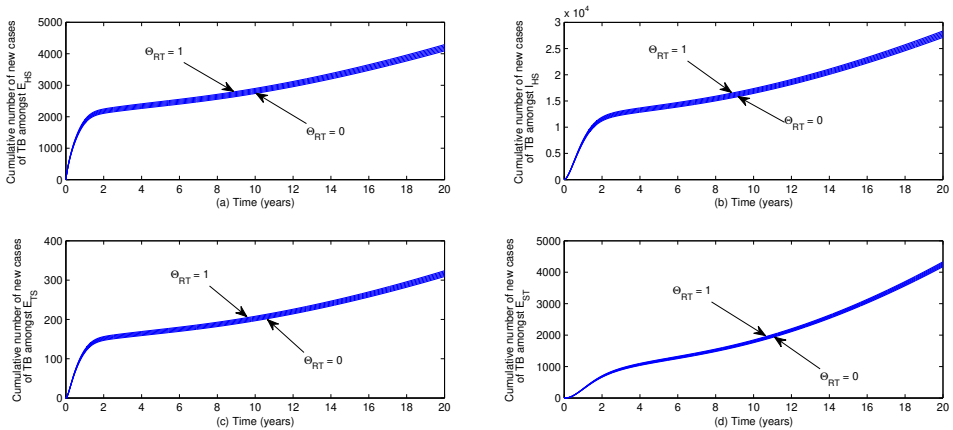 5000
4000
3000
2000
1000
0
Cumulative number of new cases
of TB amongst E_HS
Θ_RT = 1
Θ_RT = 0
0 2 4 6 8 10 12 14 16 18 20
(a) Time (years)
x 10^4
3
2.5
2
1.5
1
0.5
0
Cumulative number of new cases
of TB amongst I_HS
Θ_RT = 1
Θ_RT = 0
0 2 4 6 8 10 12 14 16 18 20
(b) Time (years)
400
300
200
100
0
Cumulative number of new cases
of TB amongst E_TS
Θ_RT = 1
Θ_RT = 0
0 2 4 6 8 10 12 14 16 18 20
(c) Time (years)
5000
4000
3000
2000
1000
0
Cumulative number of new cases
of TB amongst E_ST
Θ_RT = 1
Θ_RT = 0
0 2 4 6 8 10 12 14 16 18 20
(d) Time (years)